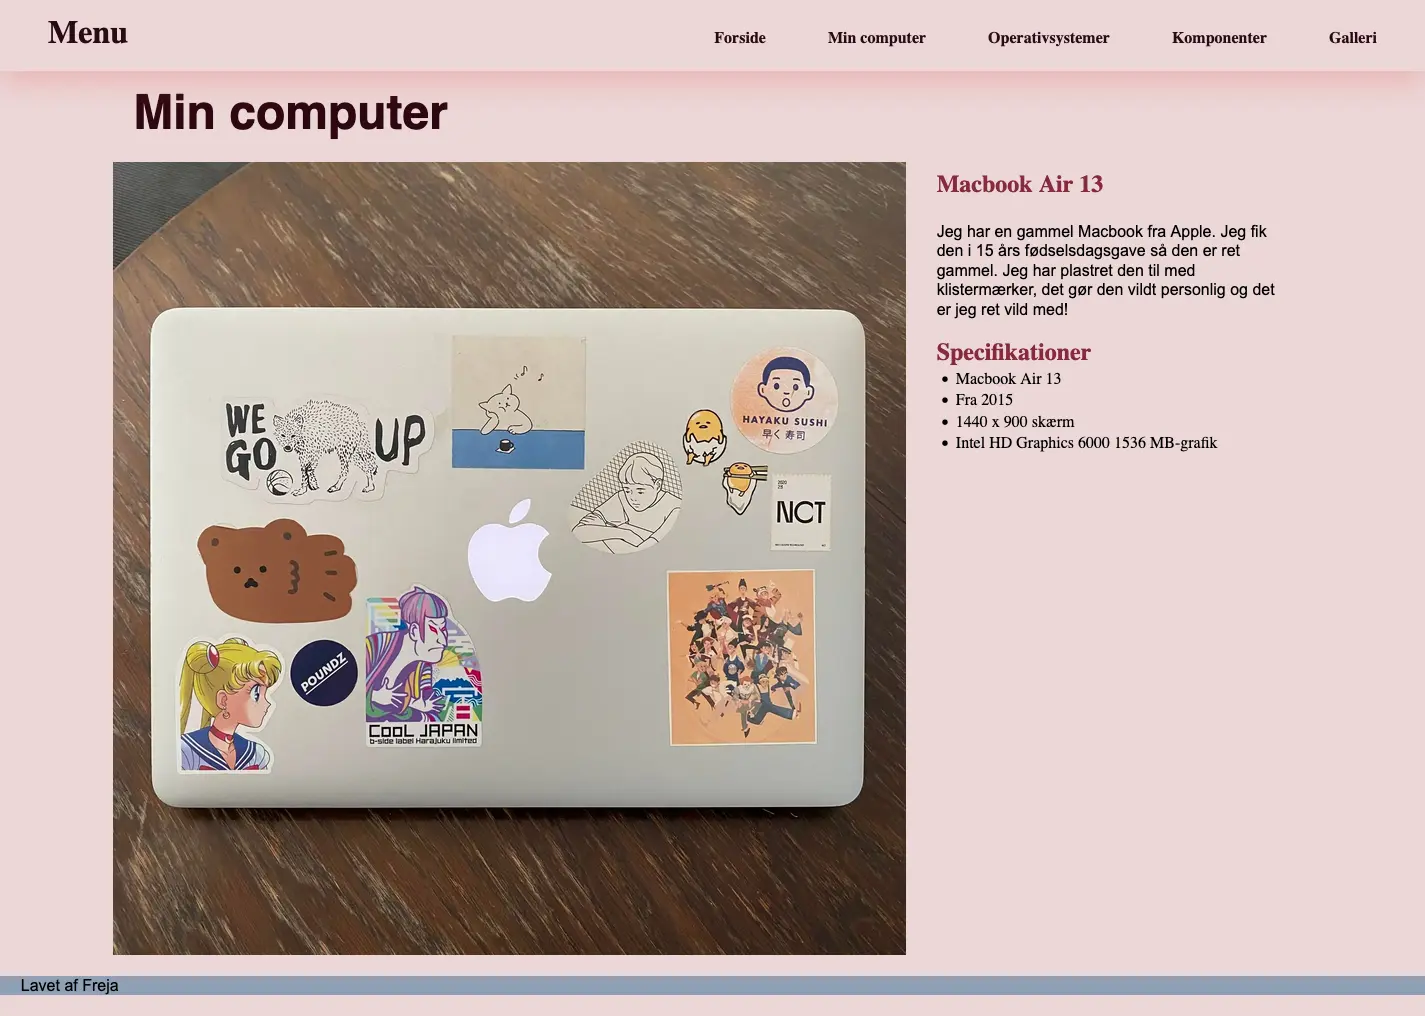 Menu
Forside
Min computer
Operativsystemer
Komponenter
Galleri
Min computer
WE
GO
UP
HAYAKU SUSHI
早く寿司
2020
NCT
POUNDZ
COOL JAPAN
b-side label Harajuku limited
Macbook Air 13
Jeg har en gammel Macbook fra Apple. Jeg fik
den i 15 års fødselsdagsgave så den er ret
gammel. Jeg har plastret den til med
klistermærker, det gør den vildt personlig og det
er jeg ret vild med!
Specifikationer
Macbook Air 13
Fra 2015
1440 x 900 skærm
Intel HD Graphics 6000 1536 MB-grafik
Lavet af Freja